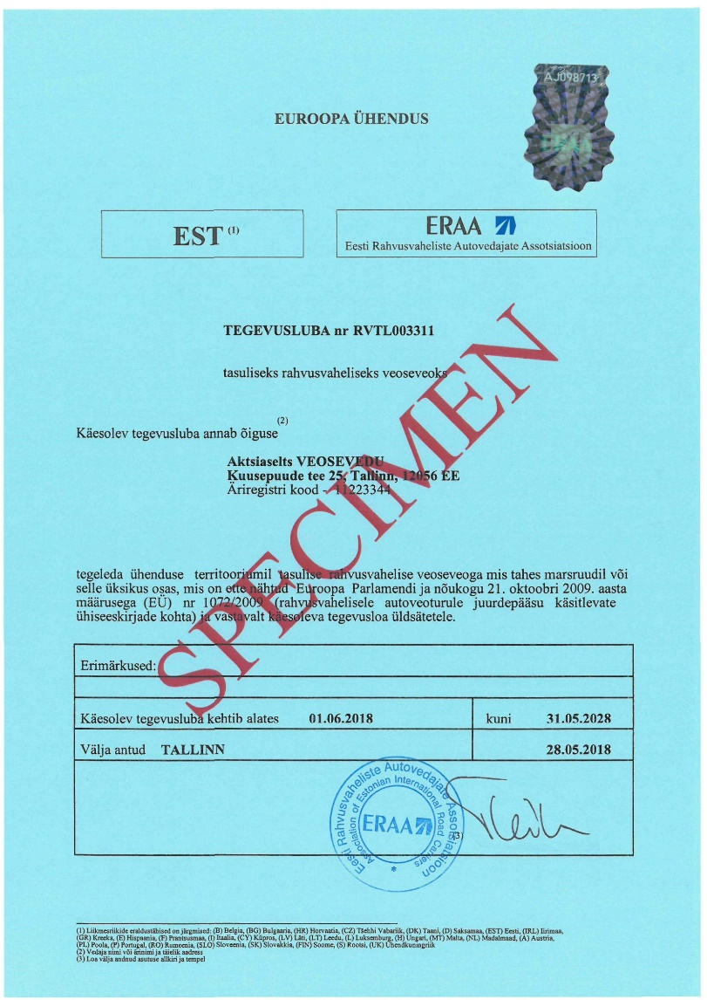 AJ098713
ERAA
EUROOPA ÜHENDUS
EST (1)
ERAA
Eesti Rahvusvaheliste Autovedajate Assotsiatsioon
TEGEVUSLUBA nr RVTL003311
tasuliseks rahvusvaheliseks veoseveoks
Käesolev tegevusluba annab õiguse (2)
Aktsiaselts VEOSEVEDU
Kuusepuude tee 25, Tallinn, 12056 EE
Äriregistri kood - 11223344
SPECIMEN
tegeleda ühenduse territooriumil tasulise rahvusvahelise veoseveoga mis tahes marsruudil või
selle üksikus osas, mis on ette nähtud Euroopa Parlamendi ja nõukogu 21. oktoobri 2009. aasta
määrusega (EÜ) nr 1072/2009 (rahvusvahelisele autoveoturule juurdepääsu käsitlevate
ühiseeskirjade kohta) ja vastavalt käesoleva tegevusloa üldsätetele.
Erimärkused:
Käesolev tegevusluba kehtib alates 01.06.2018 kuni 31.05.2028
Välja antud TALLINN 28.05.2018
Eesti Rahvusvaheliste Autovedajate Assotsiatsioon
Association of Estonian International Road Carriers
ERAA
*
(3)
(1) Liikmesriikide eraldustähised on järgmised: (B) Belgia, (BG) Bulgaaria, (HR) Horvaatia, (CZ) Tšehhi Vabariik, (DK) Taani, (D) Saksamaa, (EST) Eesti, (IRL) Iirimaa,
(GR) Kreeka, (E) Hispaania, (F) Prantsusmaa, (I) Itaalia, (CY) Küpros, (LV) Läti, (LT) Leedu, (L) Luksemburg, (H) Ungari, (MT) Malta, (NL) Madalmaad, (A) Austria,
(PL) Poola, (P) Portugal, (RO) Rumeenia, (SLO) Sloveenia, (SK) Slovakkia, (FIN) Soome, (S) Rootsi, (UK) Ühendkuningriik
(2) Vedaja nimi või ärinimi ja täielik aadress
(3) Loa välja andnud asutuse allkiri ja tempel